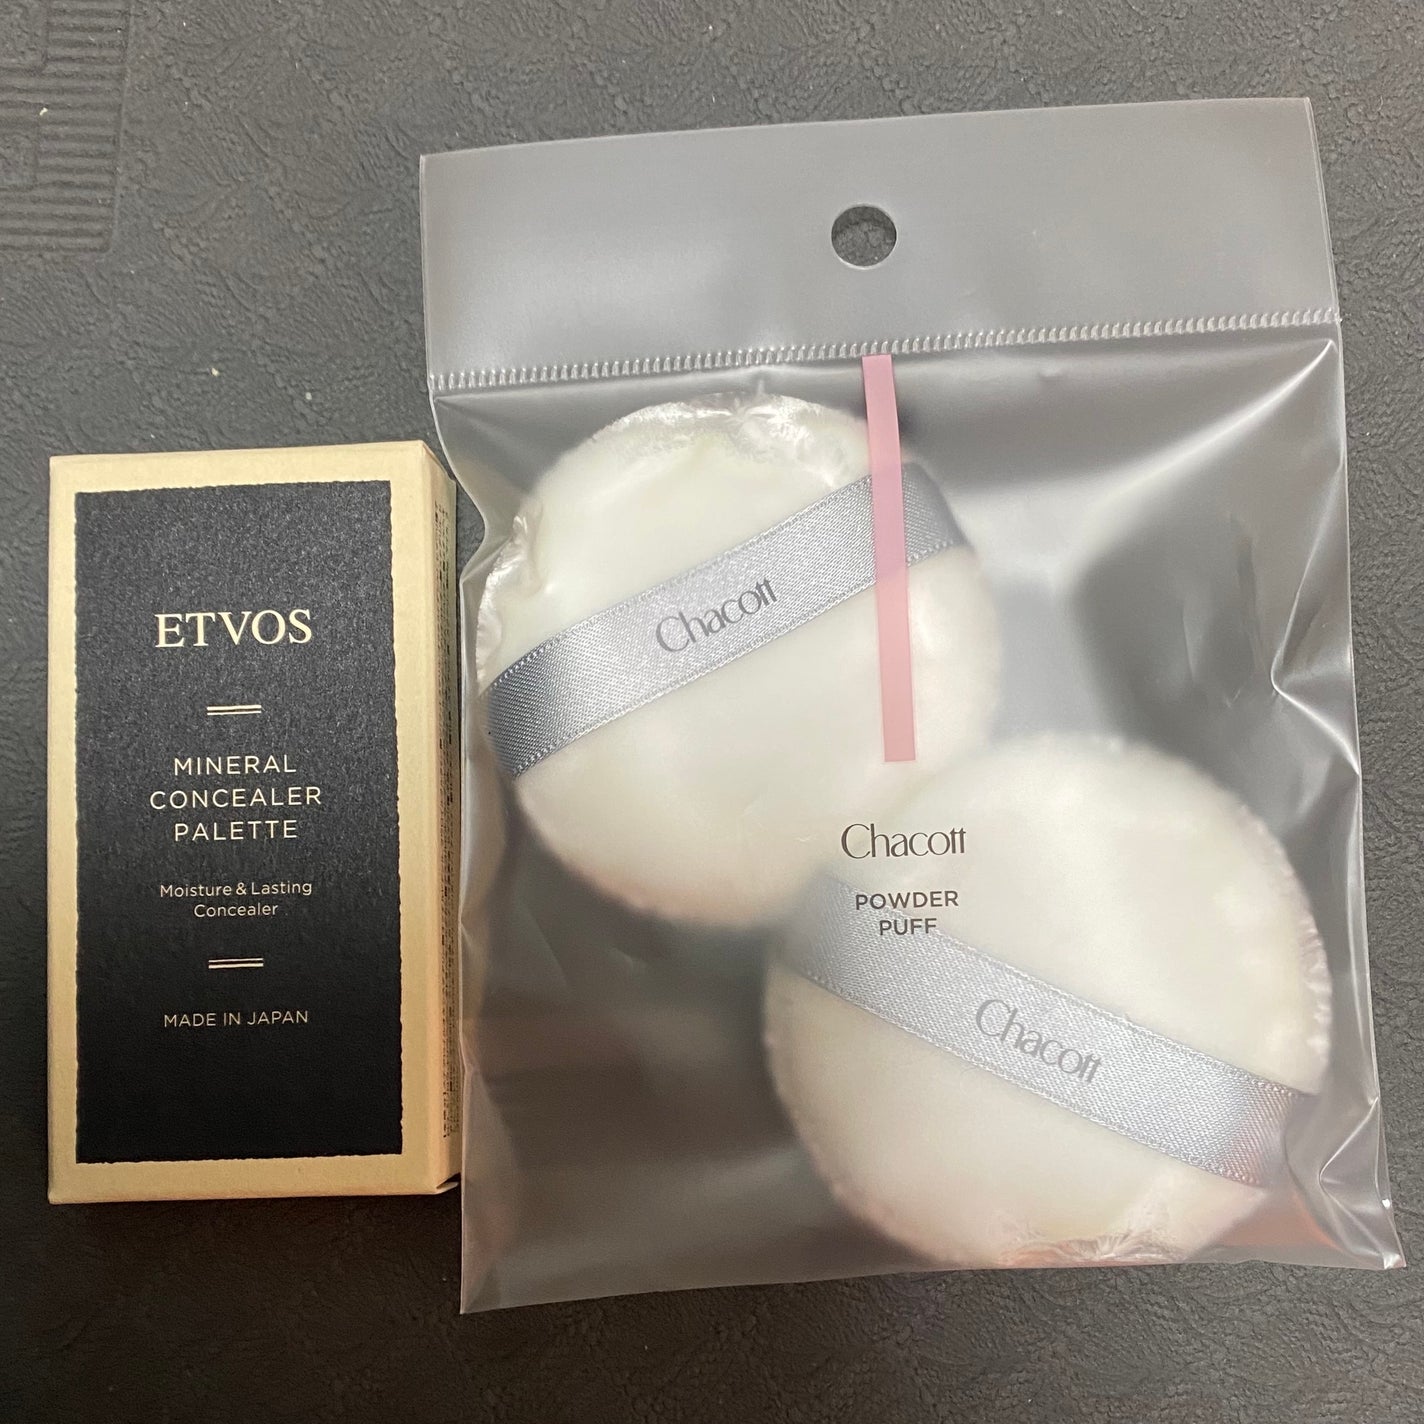 ETVOS
MINERAL
CONCEALER
PALETTE
Moisture & Lasting
Concealer
MADE IN JAPAN
Chacott
Chacott
POWDER
PUFF
Chacott